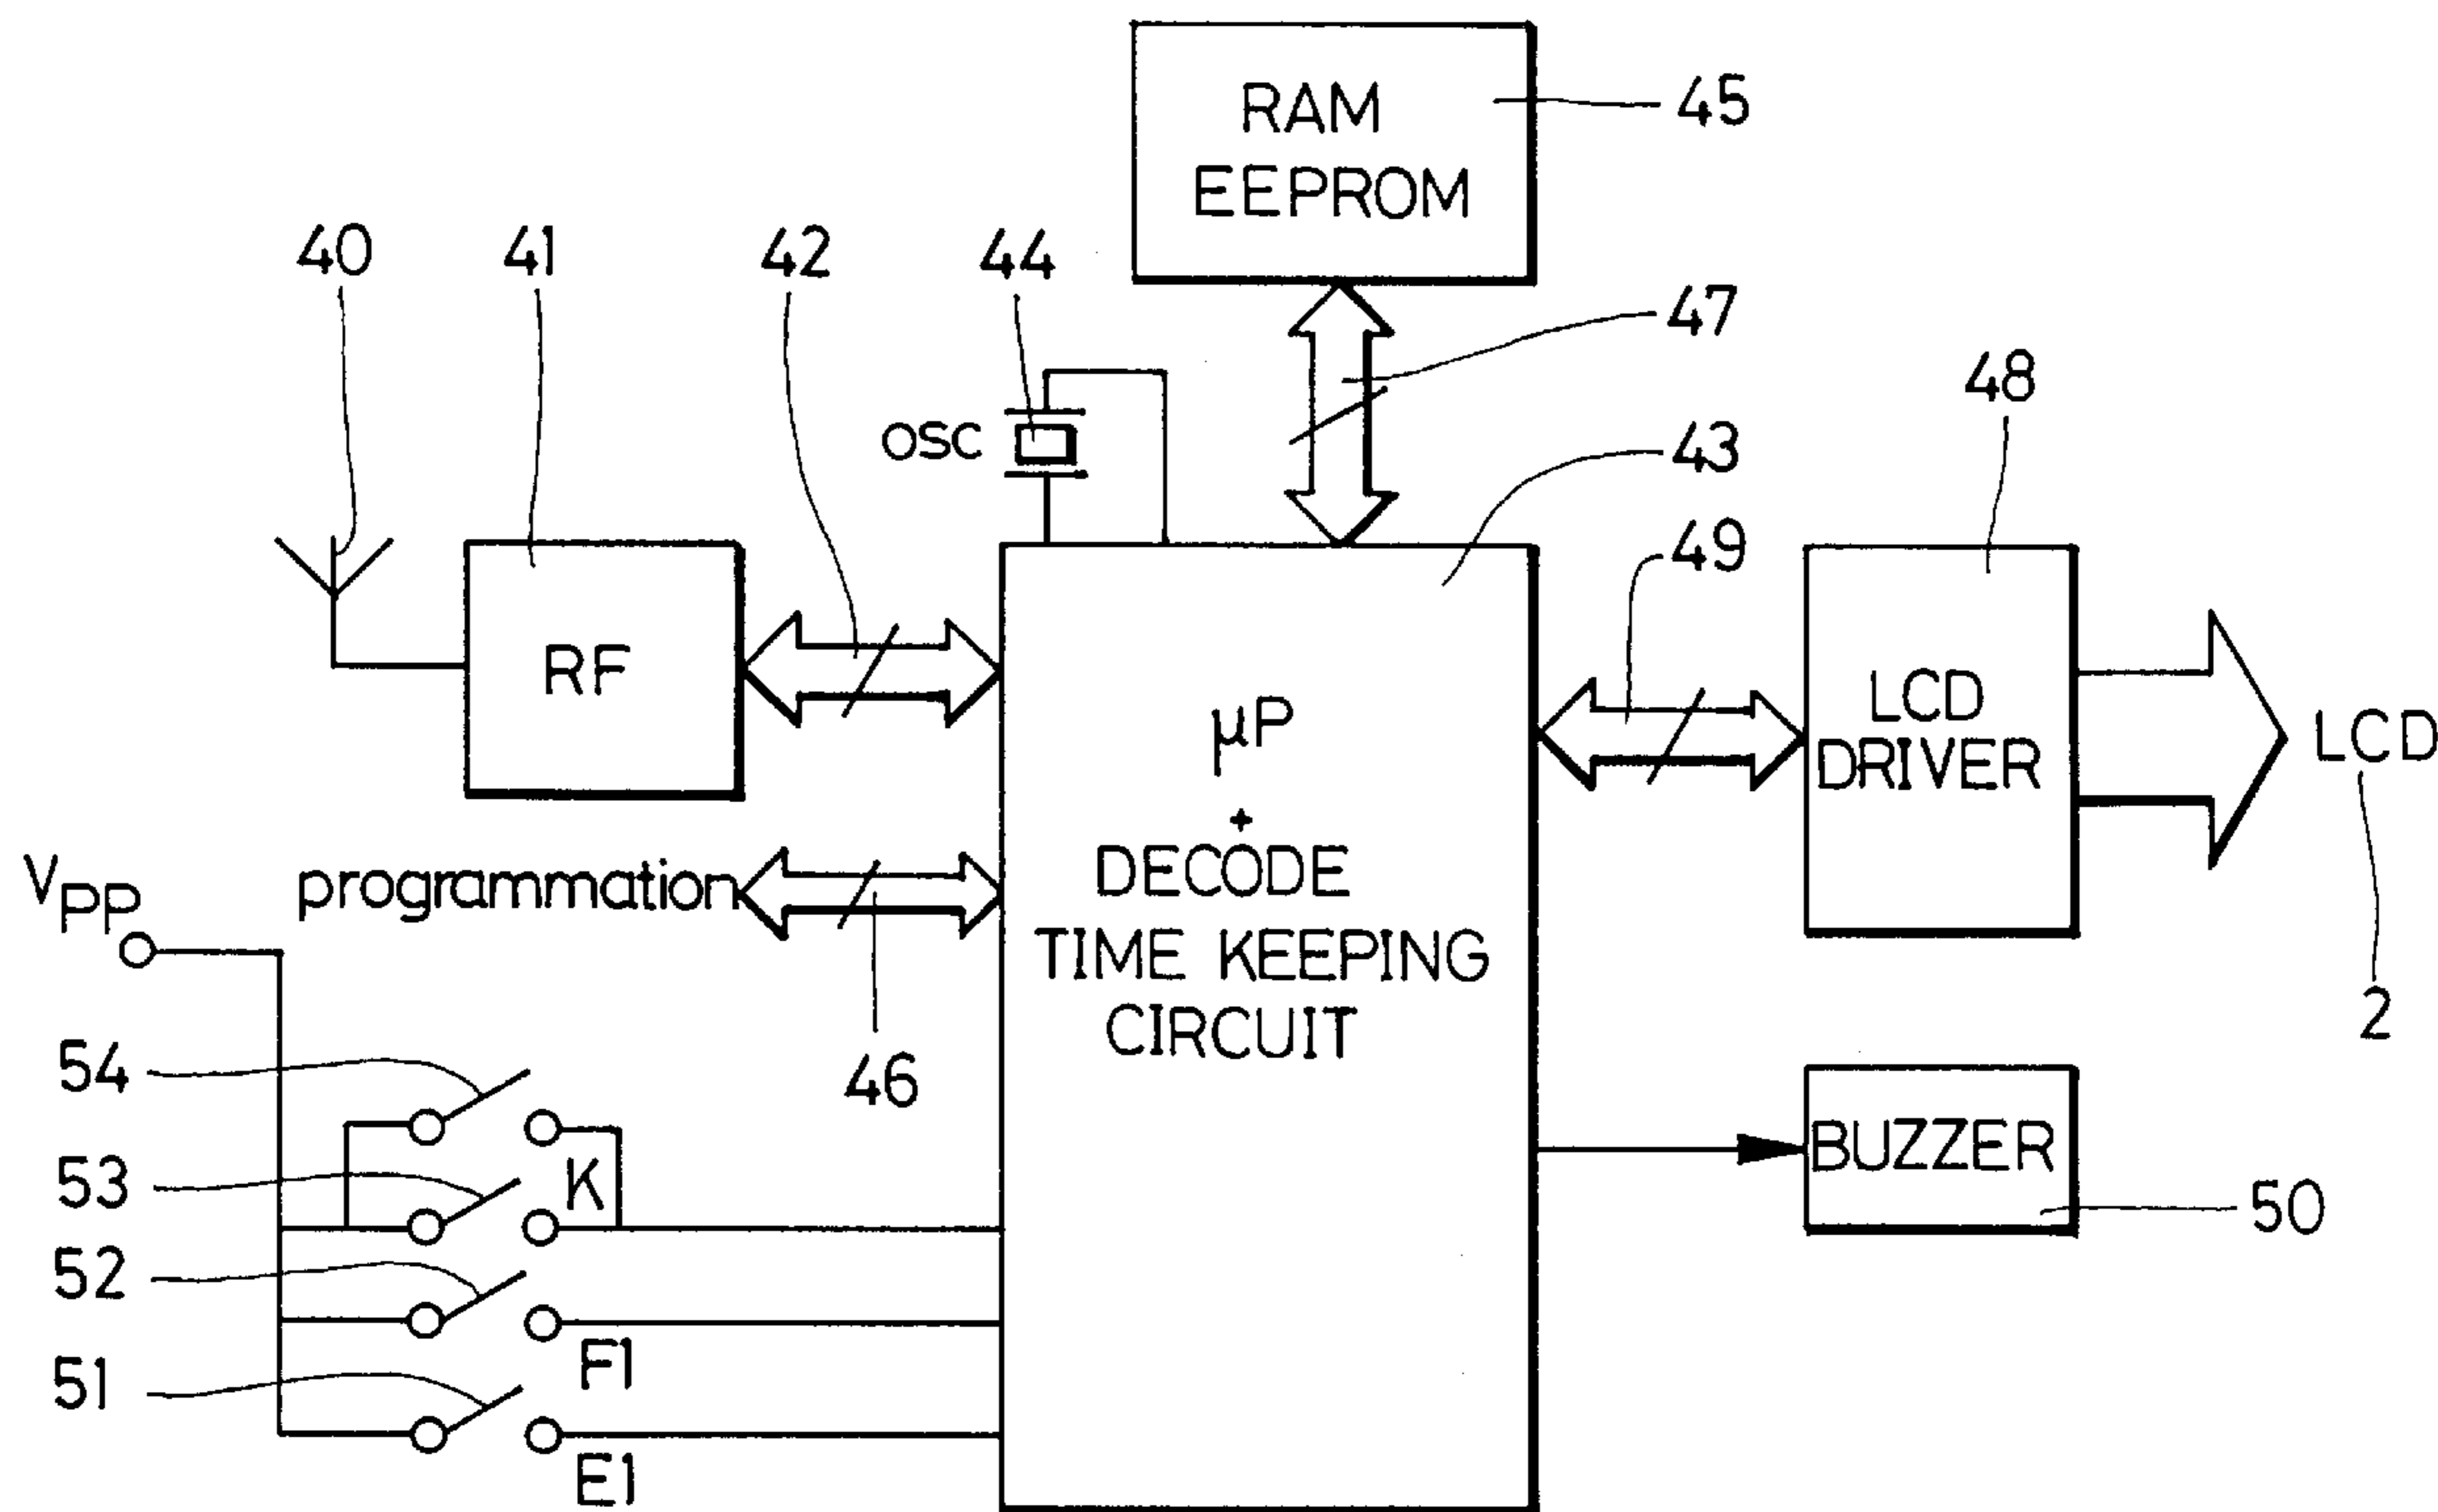 RAM
EEPROM
45
40
41
42
44
47
48
OSC
43
49
RF
µP
+
DECODE
TIME KEEPING
CIRCUIT
LCD
DRIVER
LCD
2
VPP
programmation
46
54
53
K
52
F1
51
E1
BUZZER
50